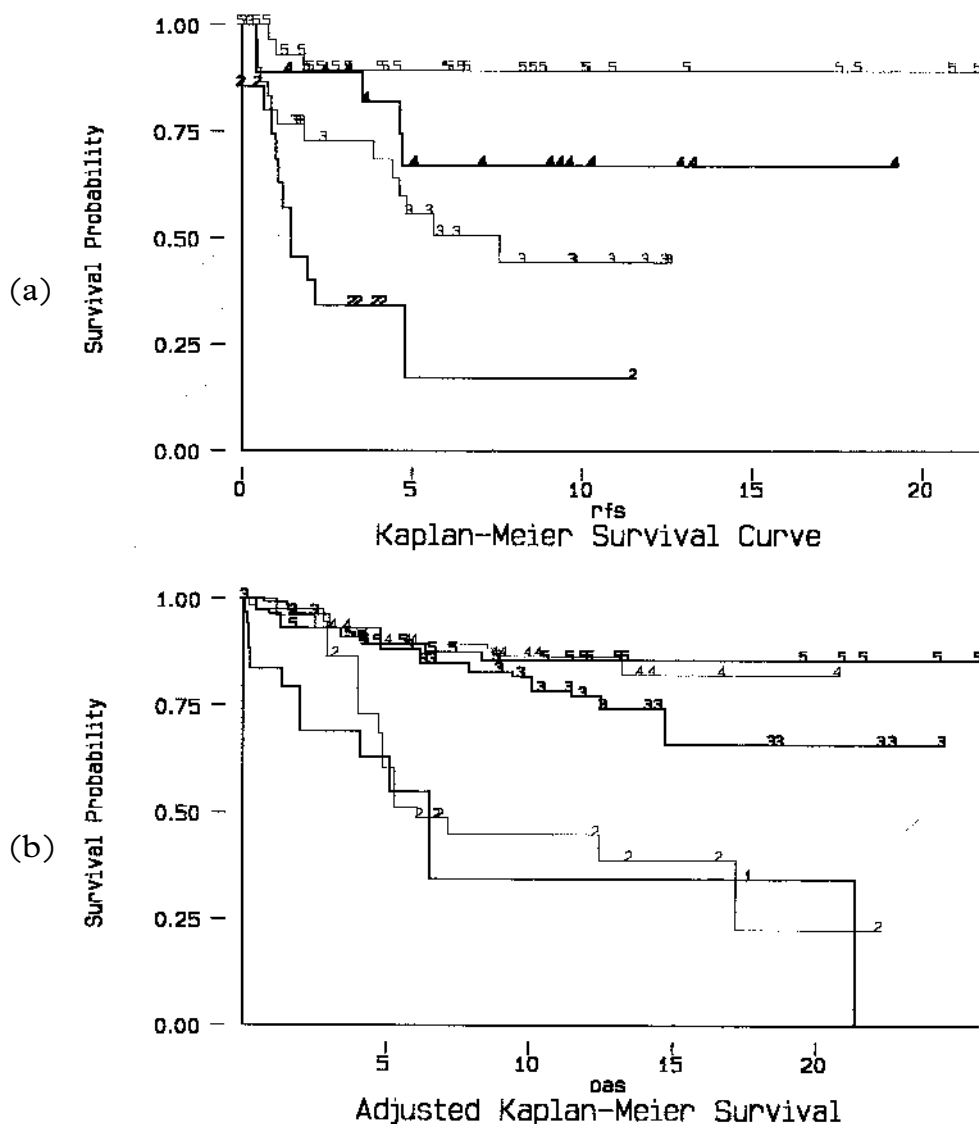 (a)
Survival Probability
1.00
0.75
0.50
0.25
0.00
0 5 10 15 20
rfs
Kaplan-Meier Survival Curve
(b)
Survival Probability
1.00
0.75
0.50
0.25
0.00
5 10 15 20
oas
Adjusted Kaplan-Meier Survival